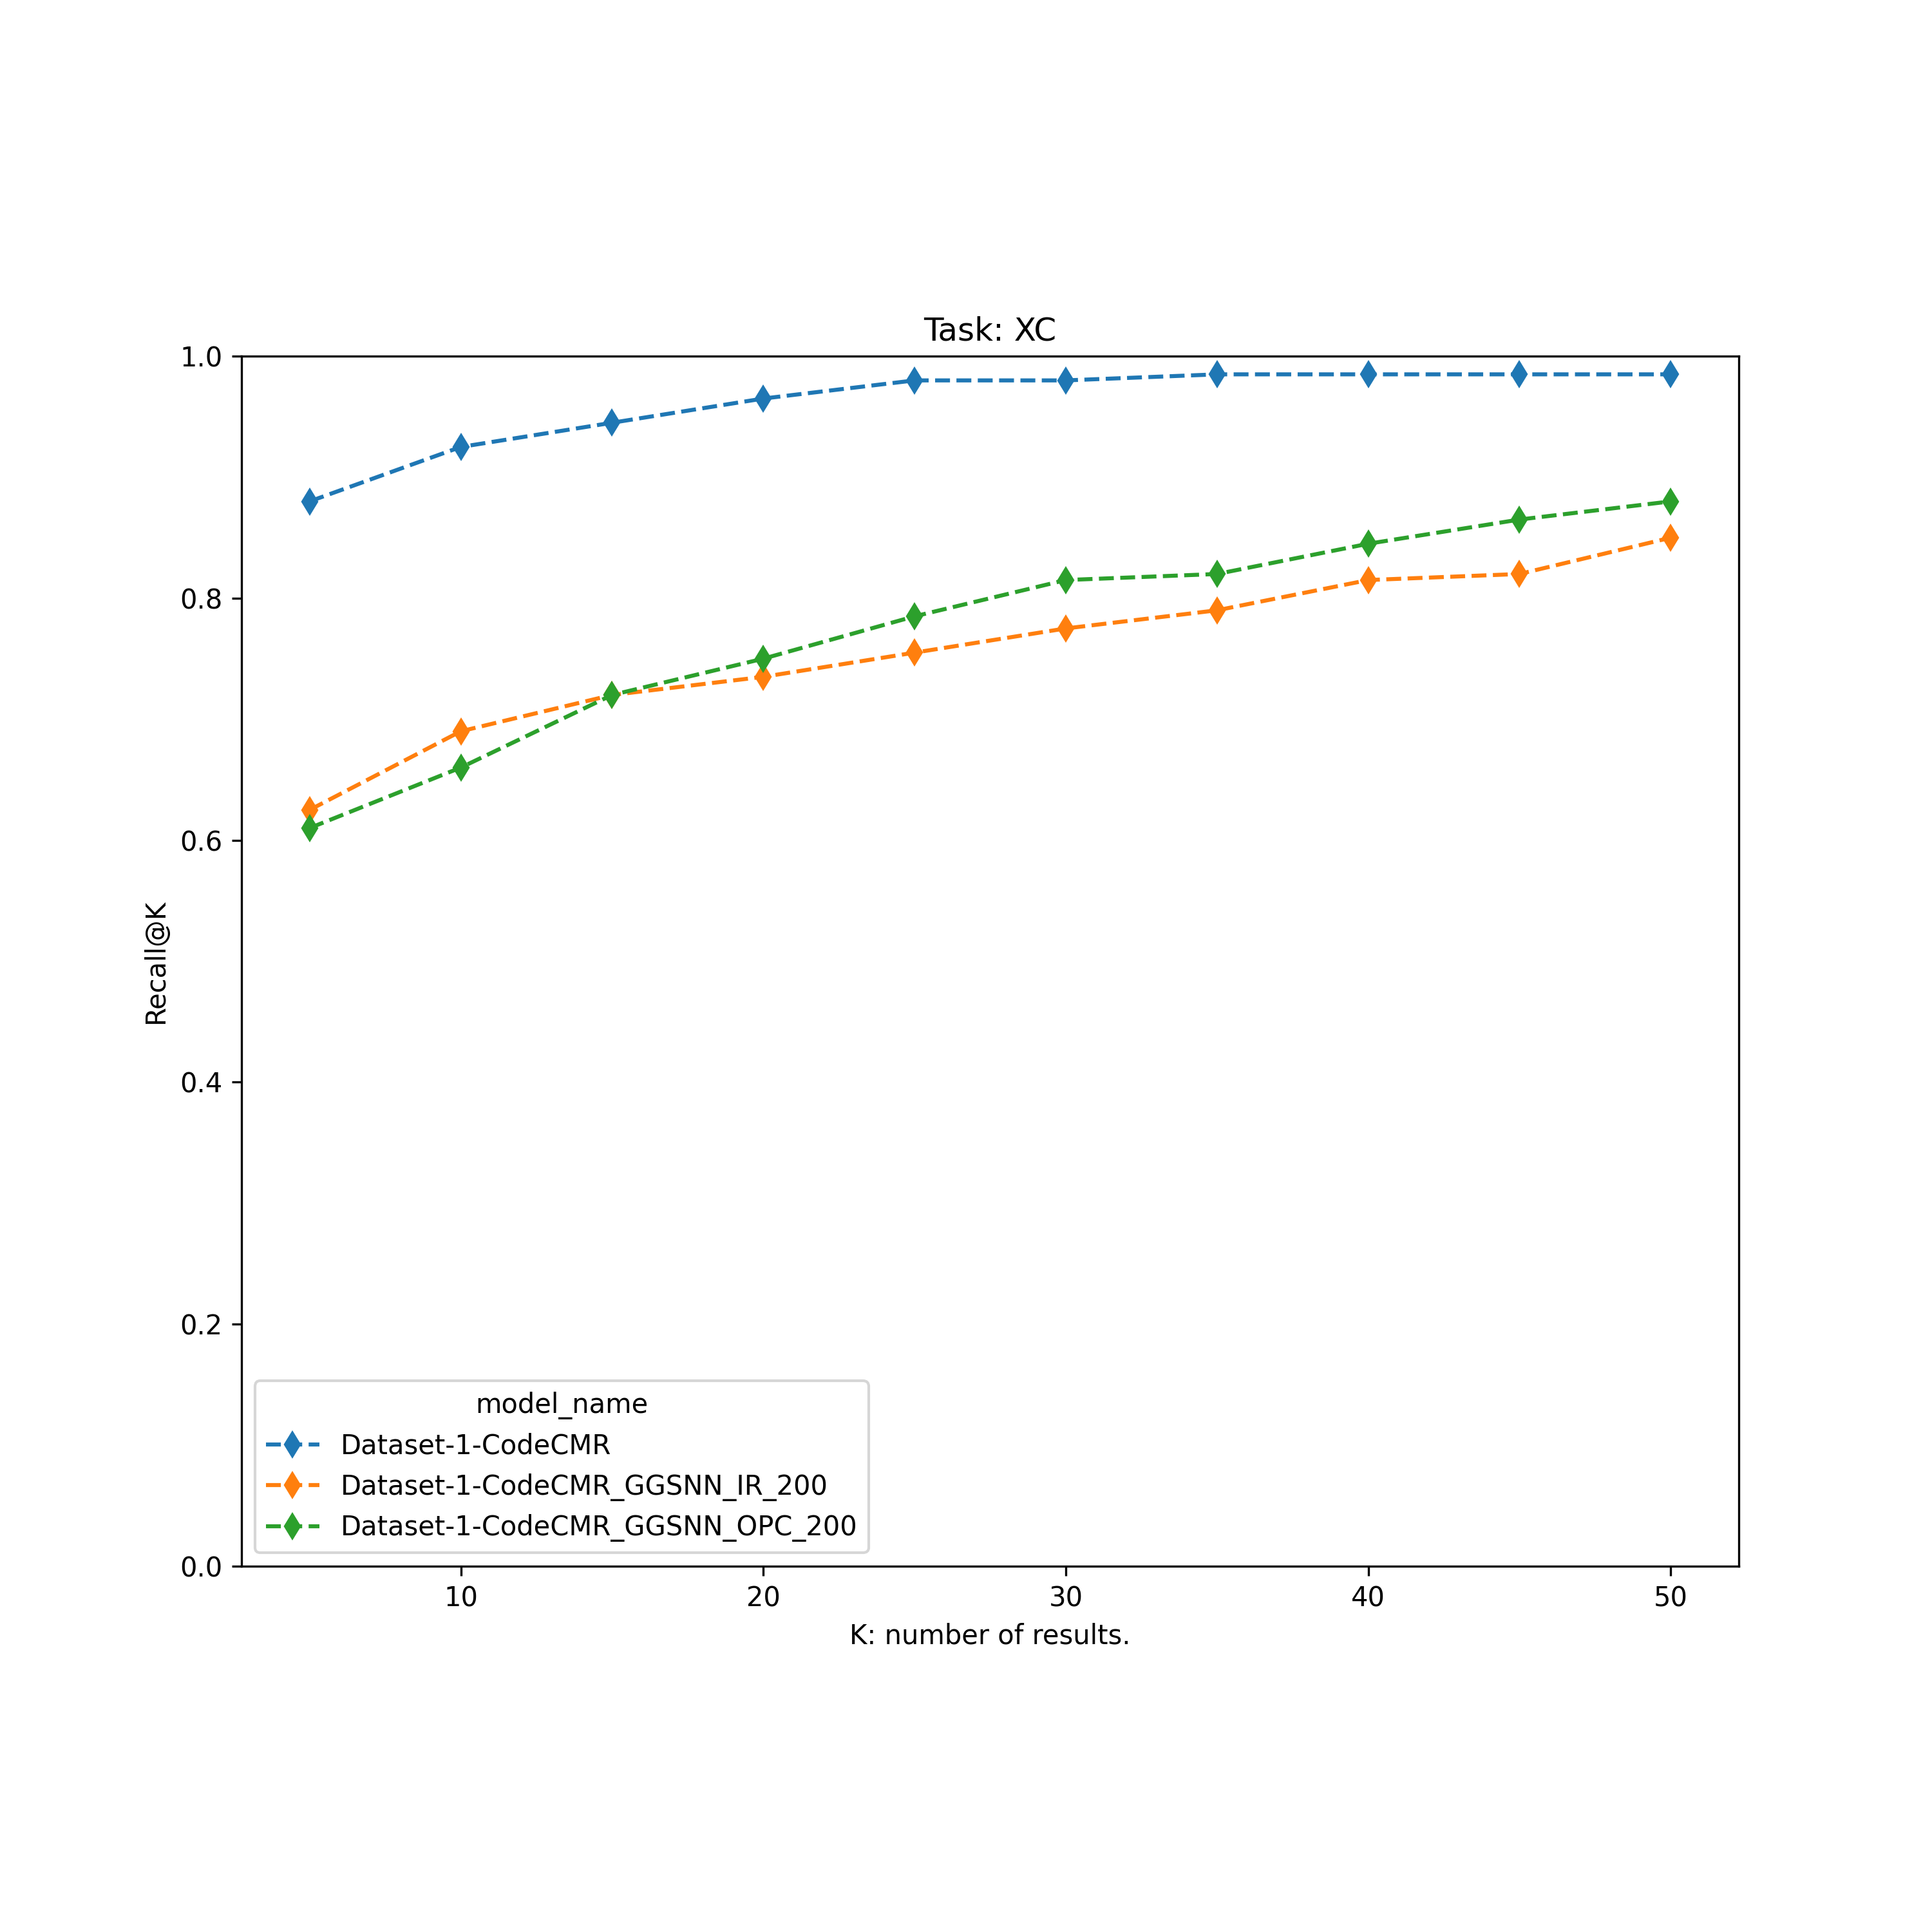 Task: XC
1.0
0.8
0.6
0.4
0.2
0.0
Recall@K
model_name
Dataset-1-CodeCMR
Dataset-1-CodeCMR_GGSNN_IR_200
Dataset-1-CodeCMR_GGSNN_OPC_200
10 20 30 40 50
K: number of results.